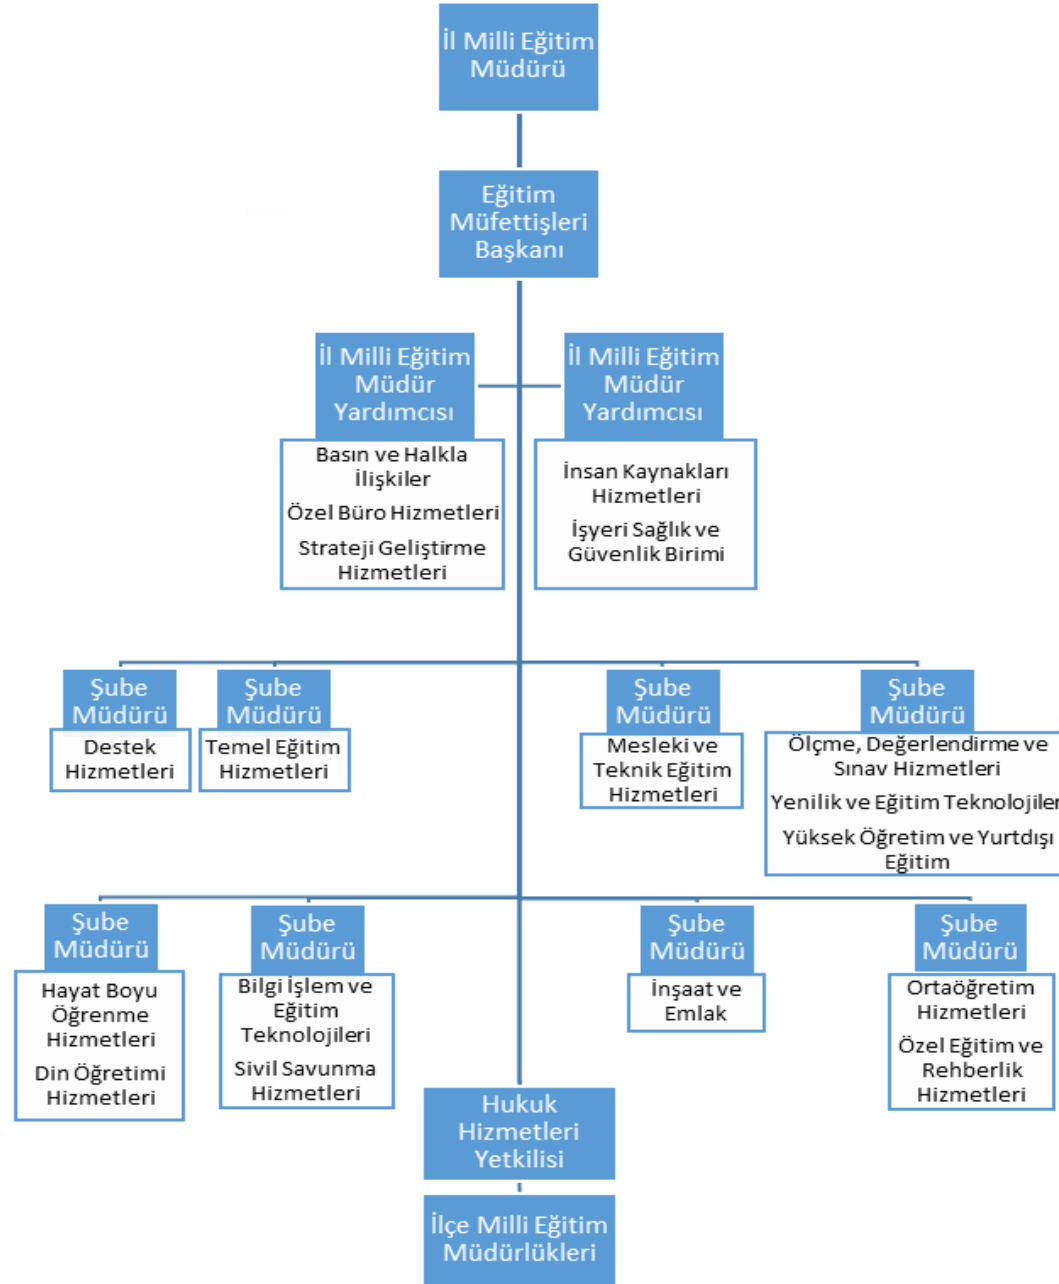 İl Milli Eğitim
Müdürü
Eğitim
Müfettişleri
Başkanı
İl Milli Eğitim
Müdür
Yardımcısı
Basın ve Halkla
İlişkiler
Özel Büro Hizmetleri
Strateji Geliştirme
Hizmetleri
İl Milli Eğitim
Müdür
Yardımcısı
İnsan Kaynakları
Hizmetleri
İşyeri Sağlık ve
Güvenlik Birimi
Şube
Müdürü
Destek
Hizmetleri
Şube
Müdürü
Temel Eğitim
Hizmetleri
Şube
Müdürü
Mesleki ve
Teknik Eğitim
Hizmetleri
Şube
Müdürü
Ölçme, Değerlendirme ve
Sınav Hizmetleri
Yenilik ve Eğitim Teknolojiler
Yüksek Öğretim ve Yurtdışı
Eğitim
Şube
Müdürü
Hayat Boyu
Öğrenme
Hizmetleri
Din Öğretimi
Hizmetleri
Şube
Müdürü
Bilgi İşlem ve
Eğitim
Teknolojileri
Sivil Savunma
Hizmetleri
Şube
Müdürü
İnşaat ve
Emlak
Şube
Müdürü
Ortaöğretim
Hizmetleri
Özel Eğitim ve
Rehberlik
Hizmetleri
Hukuk
Hizmetleri
Yetkilisi
İlçe Milli Eğitim
Müdürlükleri